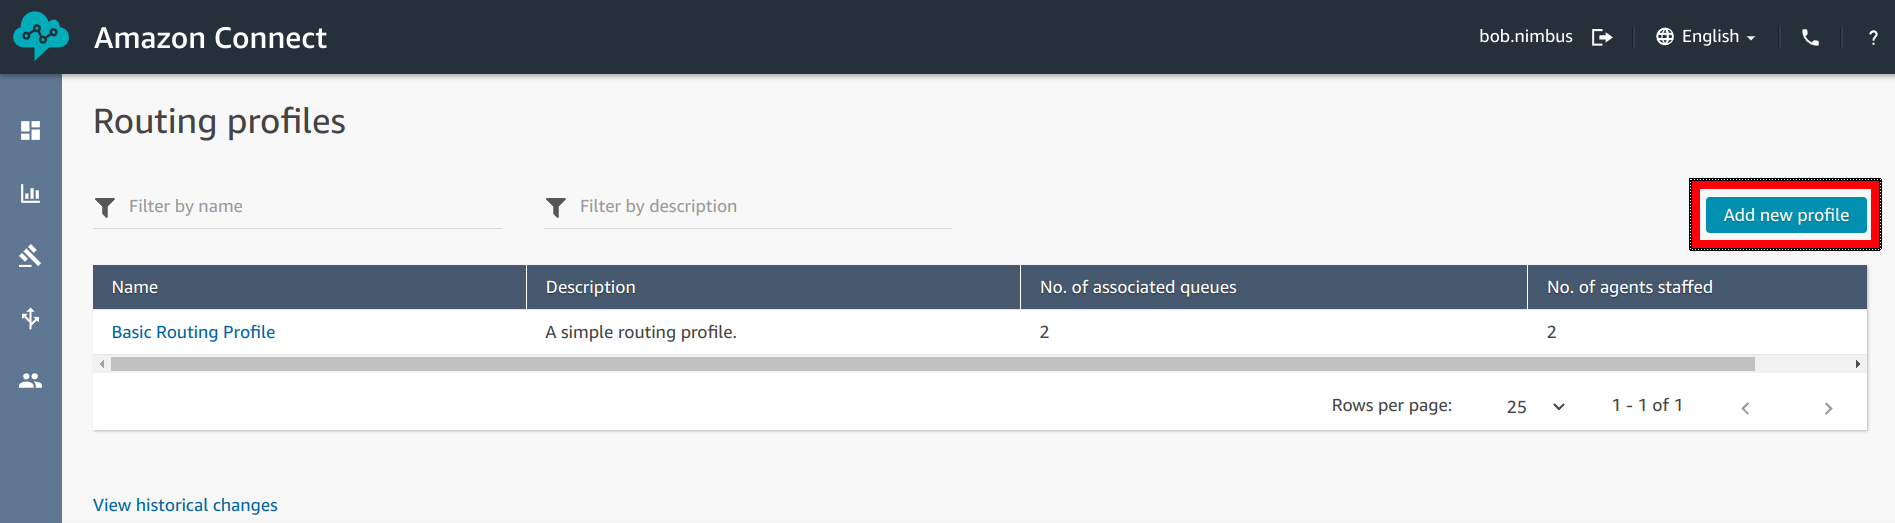 Amazon Connect
bob.nimbus English ?
Routing profiles
Filter by name Filter by description Add new profile
Name Description No. of associated queues No. of agents staffed
Basic Routing Profile A simple routing profile. 2 2
Rows per page: 25 1 - 1 of 1
View historical changes